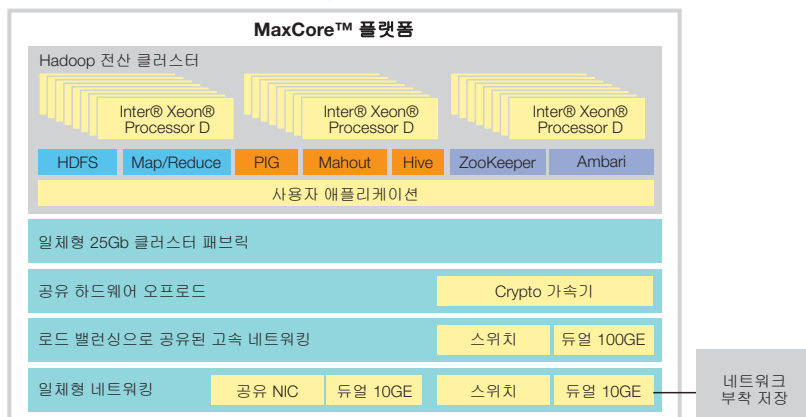 MaxCore™ 플랫폼
Hadoop 전산 클러스터
Inter® Xeon®
Processor D
Inter® Xeon®
Processor D
Inter® Xeon®
Processor D
HDFS
Map/Reduce
PIG
Mahout
Hive
ZooKeeper
Ambari
사용자 애플리케이션
일체형 25Gb 클러스터 패브릭
공유 하드웨어 오프로드
Crypto 가속기
로드 밸런싱으로 공유된 고속 네트워킹
스위치
듀얼 100GE
일체형 네트워킹
공유 NIC
듀얼 10GE
스위치
듀얼 10GE
네트워크
부착 저장